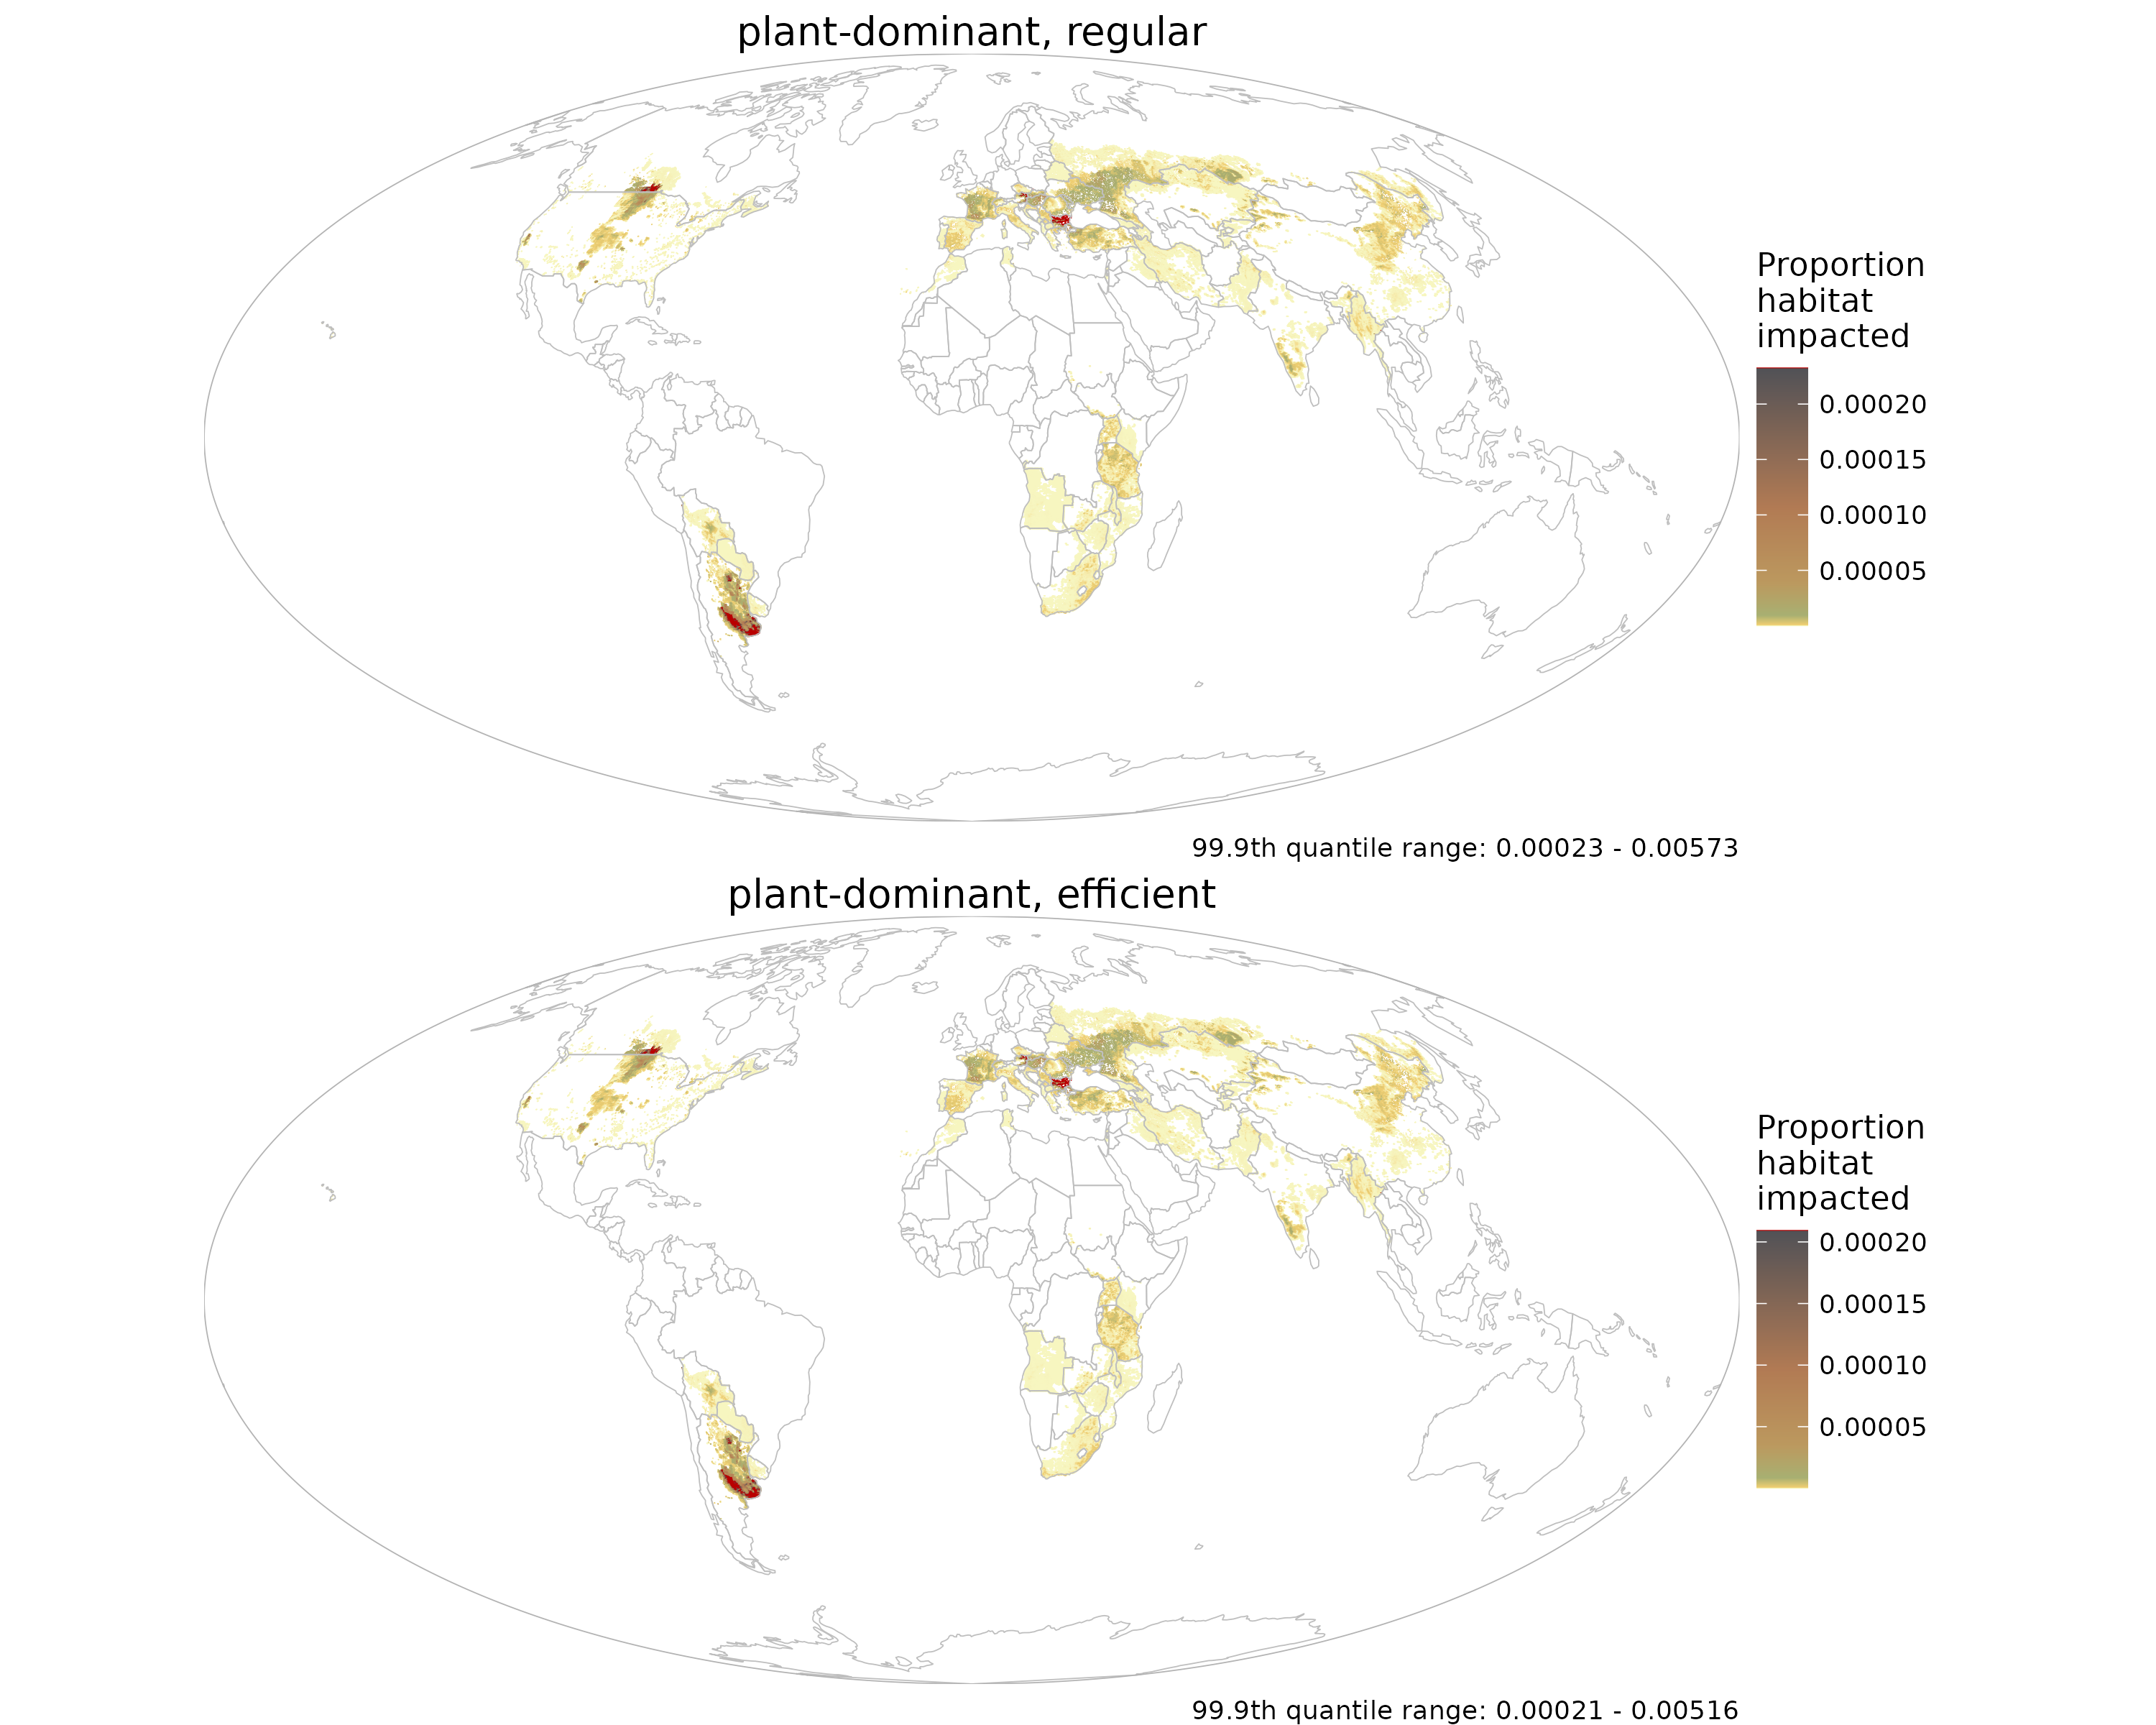 plant-dominant, regular
Proportion
habitat
impacted
0.00020
0.00015
0.00010
0.00005
99.9th quantile range: 0.00023 - 0.00573
plant-dominant, efficient
Proportion
habitat
impacted
0.00020
0.00015
0.00010
0.00005
99.9th quantile range: 0.00021 - 0.00516